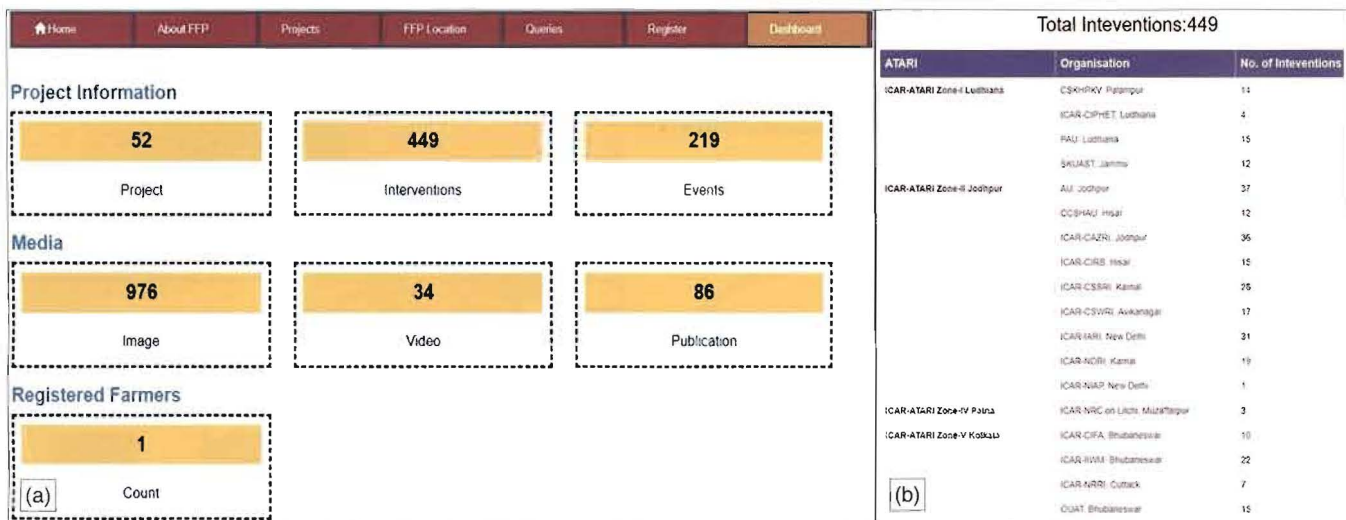 Home About FFP Projects FFP Location Queries Register Dashboard
Project Information
52 449 219
Project Interventions Events
Media
976 34 86
Image Video Publication
Registered Farmers
1
Count
(a)
Total Inteventions:449
ATARI Organisation No. of Inteventions
ICAR-ATARI Zone-I Ludhiana CSKHPKV, Palampur 14
ICAR-CIPHET, Ludhiana 4
PAU, Ludhiana 15
SKUAST, Jammu 12
ICAR-ATARI Zone-II Jodhpur AU, Jodhpur 37
CCSHAU, Hisar 12
ICAR-CAZRI, Jodhpur 36
ICAR-CIRB, Hisar 15
ICAR-CSSRI, Karnal 25
ICAR-CSWRI, Avikanagar 17
ICAR-IARI, New Delhi 31
ICAR-NDRI, Karnal 19
ICAR-NIAP, New Delhi 1
ICAR-ATARI Zone-IV Patna ICAR-NRC on Litchi, Muzaffarpur 3
ICAR-ATARI Zone-V Kolkata ICAR-CIFA, Bhubaneswar 10
ICAR-IIWM, Bhubaneswar 22
ICAR-NRRI, Cuttack 7
OUAT, Bhubaneswar 15
(b)